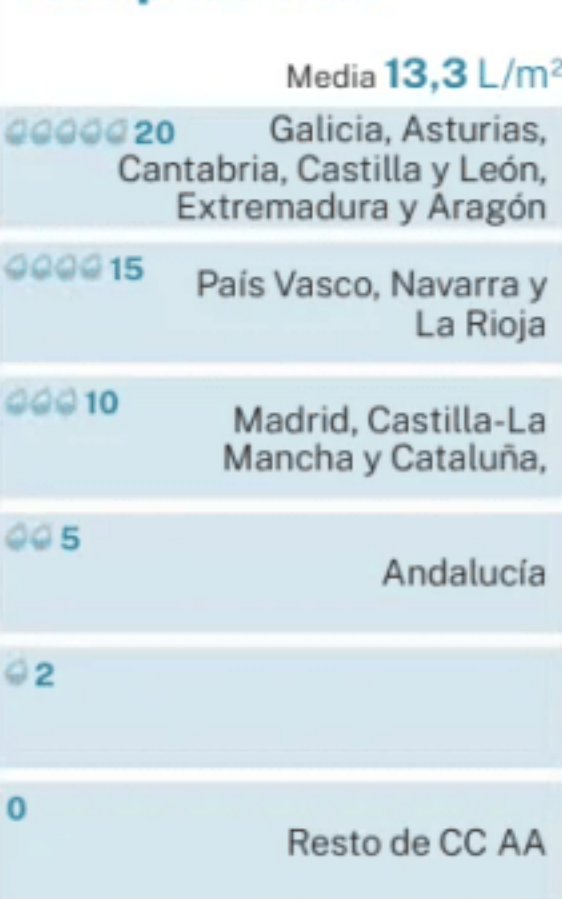 Media 13,3 L/m²
20 Galicia, Asturias,
Cantabria, Castilla y León,
Extremadura y Aragón
15
País Vasco, Navarra y
La Rioja
10
Madrid, Castilla-La
Mancha y Cataluña,
5
Andalucía
2
0
Resto de CC AA